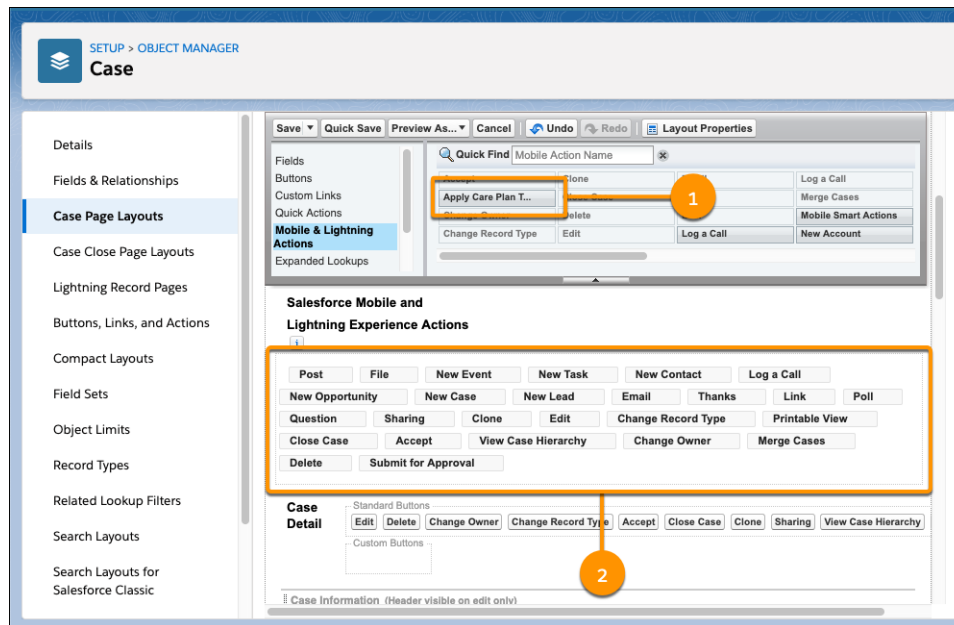 SETUP > OBJECT MANAGER
Case
Details
Fields & Relationships
Case Page Layouts
Case Close Page Layouts
Lightning Record Pages
Buttons, Links, and Actions
Compact Layouts
Field Sets
Object Limits
Record Types
Related Lookup Filters
Search Layouts
Search Layouts for
Salesforce Classic
Save Quick Save Preview As... Cancel Undo Redo Layout Properties
Fields
Buttons
Custom Links
Quick Actions
Mobile & Lightning
Actions
Expanded Lookups
Quick Find Mobile Action Name
Clone Log a Call
Apply Care Plan T... Merge Cases
Change Owner Delete Mobile Smart Actions
Change Record Type Edit Log a Call New Account
1
Salesforce Mobile and
Lightning Experience Actions
i
Post File New Event New Task New Contact Log a Call
New Opportunity New Case New Lead Email Thanks Link Poll
Question Sharing Clone Edit Change Record Type Printable View
Close Case Accept View Case Hierarchy Change Owner Merge Cases
Delete Submit for Approval
Case
Detail
Standard Buttons
Edit Delete Change Owner Change Record Type Accept Close Case Clone Sharing View Case Hierarchy
Custom Buttons
2
Case Information (Header visible on edit only)